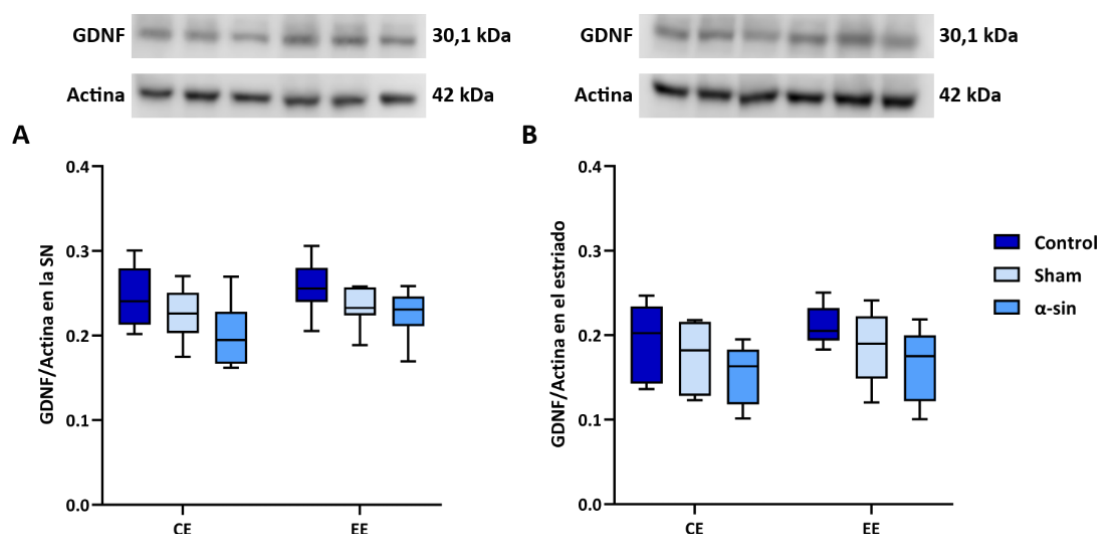 GDNF 30,1 kDa
Actina 42 kDa
GDNF 30,1 kDa
Actina 42 kDa
A
GDNF/Actina en la SN
0.4
0.3
0.2
0.1
0.0
CE EE
B
GDNF/Actina en el estriado
0.4
0.3
0.2
0.1
0.0
CE EE
Control
Sham
α-sin